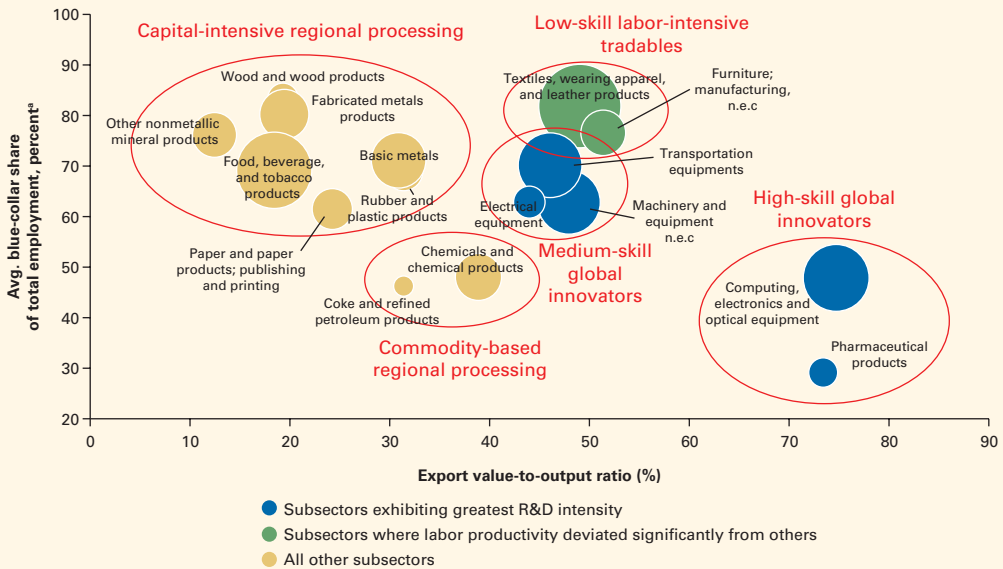 100
90
80
70
60
50
40
30
20
0
10
20
30
40
50
60
70
80
90
Avg. blue-collar share
of total employment, percentᵃ
Export value-to-output ratio (%)
Capital-intensive regional processing
Wood and wood products
Fabricated metals
products
Other nonmetallic
mineral products
Food, beverage,
and tobacco
products
Basic metals
Rubber and
plastic products
Paper and paper
products; publishing
and printing
Low-skill labor-intensive
tradables
Textiles, wearing apparel,
and leather products
Furniture;
manufacturing,
n.e.c
Transportation
equipments
Electrical
equipment
Machinery and
equipment
n.e.c
Medium-skill
global
innovators
Chemicals and
chemical products
Coke and refined
petroleum products
Commodity-based
regional processing
High-skill global
innovators
Computing,
electronics and
optical equipment
Pharmaceutical
products
Subsectors exhibiting greatest R&D intensity
Subsectors where labor productivity deviated significantly from others
All other subsectors